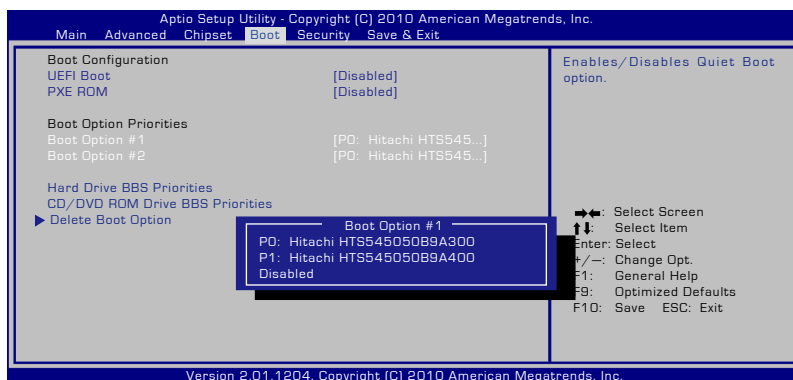 Aptio Setup Utility - Copyright (C) 2010 American Megatrends, Inc.
Main Advanced Chipset Boot Security Save & Exit
Boot Configuration
UEFI Boot [Disabled]
PXE ROM [Disabled]
Boot Option Priorities
Boot Option #1 [P0: Hitachi HTS545...]
Boot Option #2 [P0: Hitachi HTS545...]
Hard Drive BBS Priorities
CD/DVD ROM Drive BBS Priorities
Delete Boot Option
Boot Option #1
P0: Hitachi HTS545050B9A300
P1: Hitachi HTS545050B9A400
Disabled
Enables/Disables Quiet Boot
option.
→←: Select Screen
↑↓: Select Item
Enter: Select
+/—: Change Opt.
F1: General Help
F9: Optimized Defaults
F10: Save ESC: Exit
Version 2.01.1204. Copyright (C) 2010 American Megatrends, Inc.